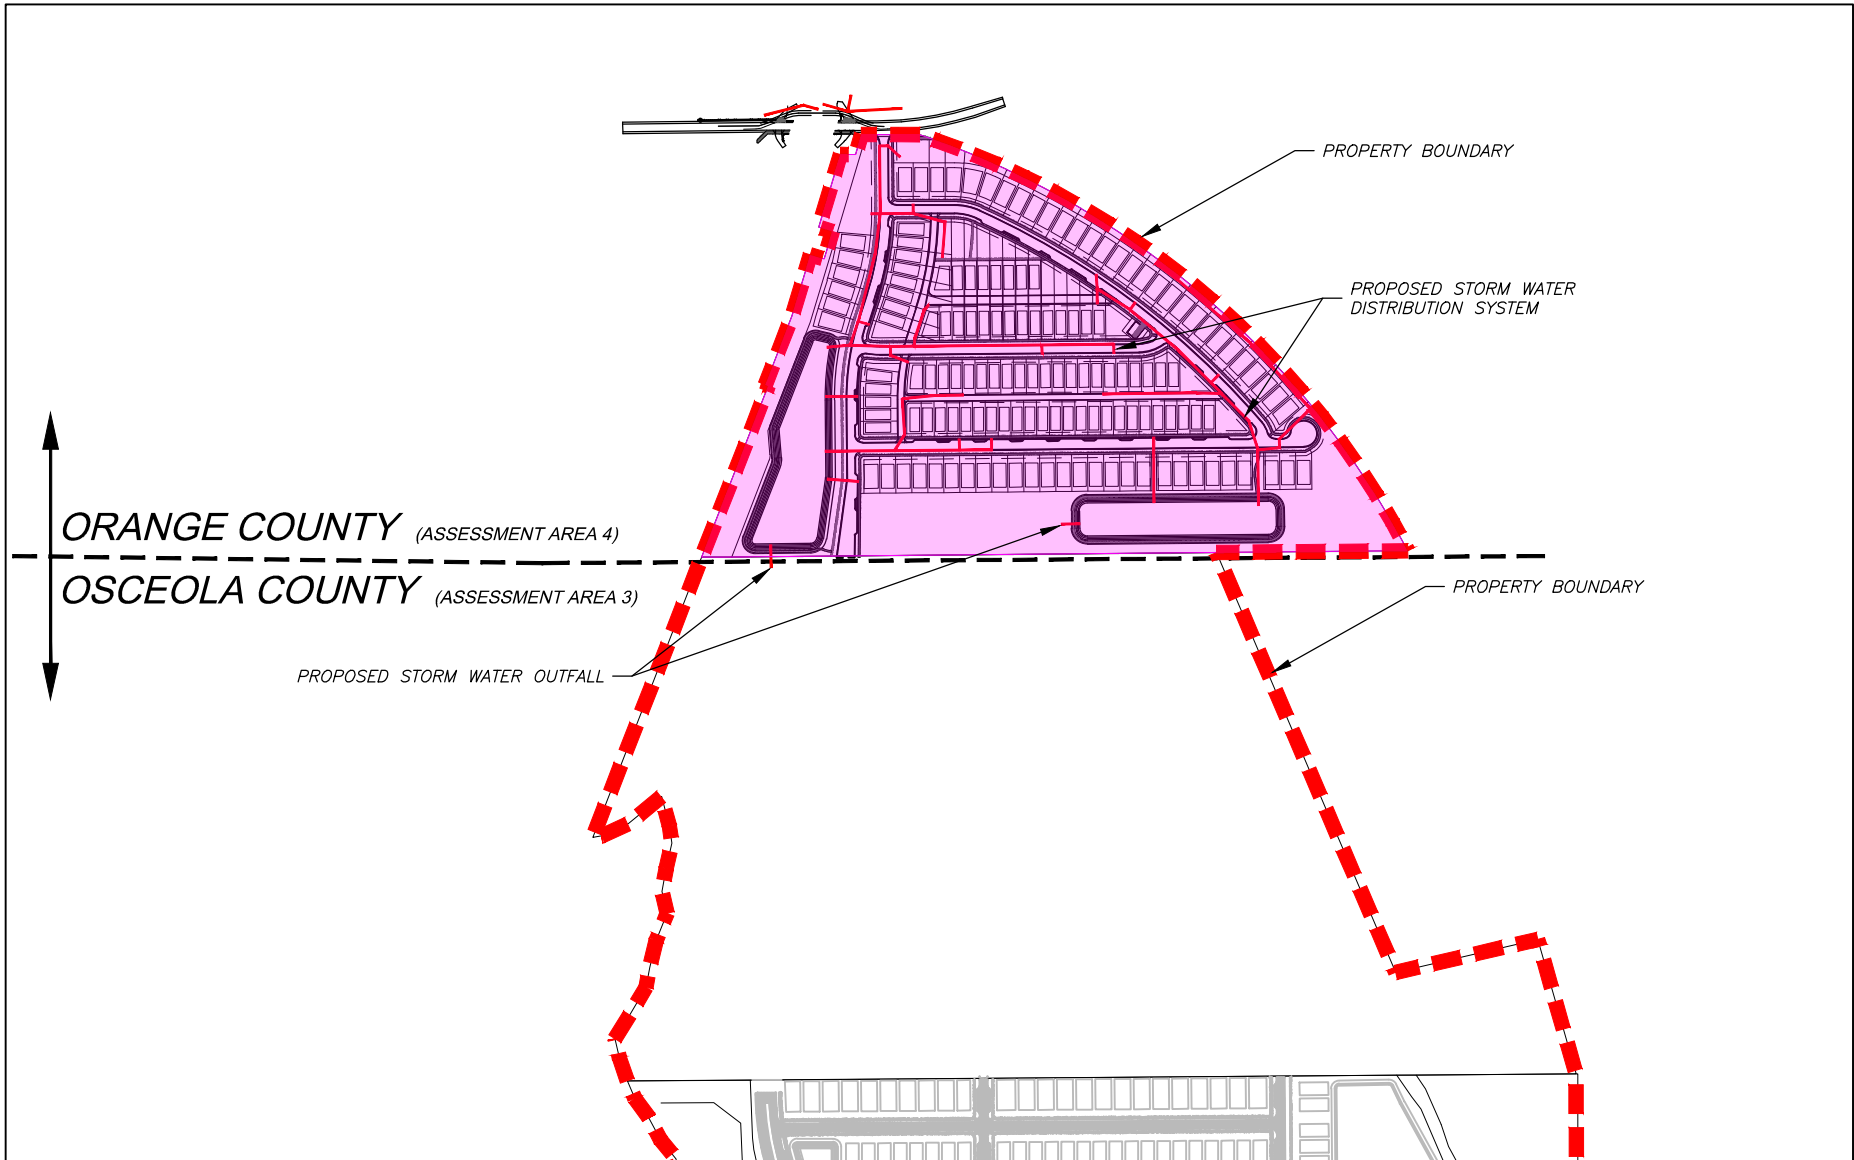 PROPERTY BOUNDARY
PROPOSED STORM WATER
DISTRIBUTION SYSTEM
ORANGE COUNTY (ASSESSMENT AREA 4)
OSCEOLA COUNTY (ASSESSMENT AREA 3)
PROPERTY BOUNDARY
PROPOSED STORM WATER OUTFALL